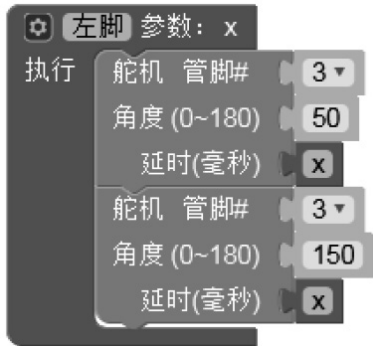 左脚 参数: x
执行 舵机 管脚# 3
角度 (0~180) 50
延时(毫秒) x
舵机 管脚# 3
角度 (0~180) 150
延时(毫秒) x